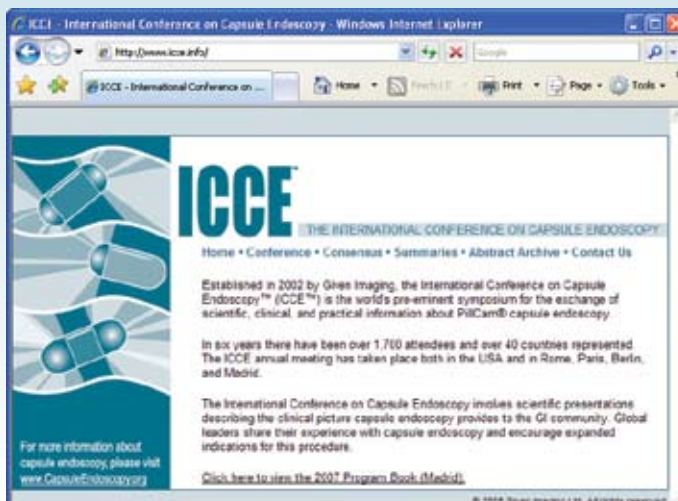 ICCE - International Conference on Capsule Endoscopy - Windows Internet Explorer
http://www.icce.info/
Google
ICCE - International Conference on ...
Home
Print
Page
Tools
ICCE™
THE INTERNATIONAL CONFERENCE ON CAPSULE ENDOSCOPY
Home • Conference • Consensus • Summaries • Abstract Archive • Contact Us
Established in 2002 by Given Imaging, the International Conference on Capsule
Endoscopy™ (ICCE™) is the world's pre-eminent symposium for the exchange of
scientific, clinical, and practical information about PillCam® capsule endoscopy.
In six years there have been over 1,700 attendees and over 40 countries represented.
The ICCE annual meeting has taken place both in the USA and in Rome, Paris, Berlin,
and Madrid.
The International Conference on Capsule Endoscopy involves scientific presentations
describing the clinical picture capsule endoscopy provides to the GI community. Global
leaders share their experience with capsule endoscopy and encourage expanded
indications for this procedure.
Click here to view the 2007 Program Book (Madrid).
For more information about
capsule endoscopy, please visit
www.CapsuleEndoscopy.org